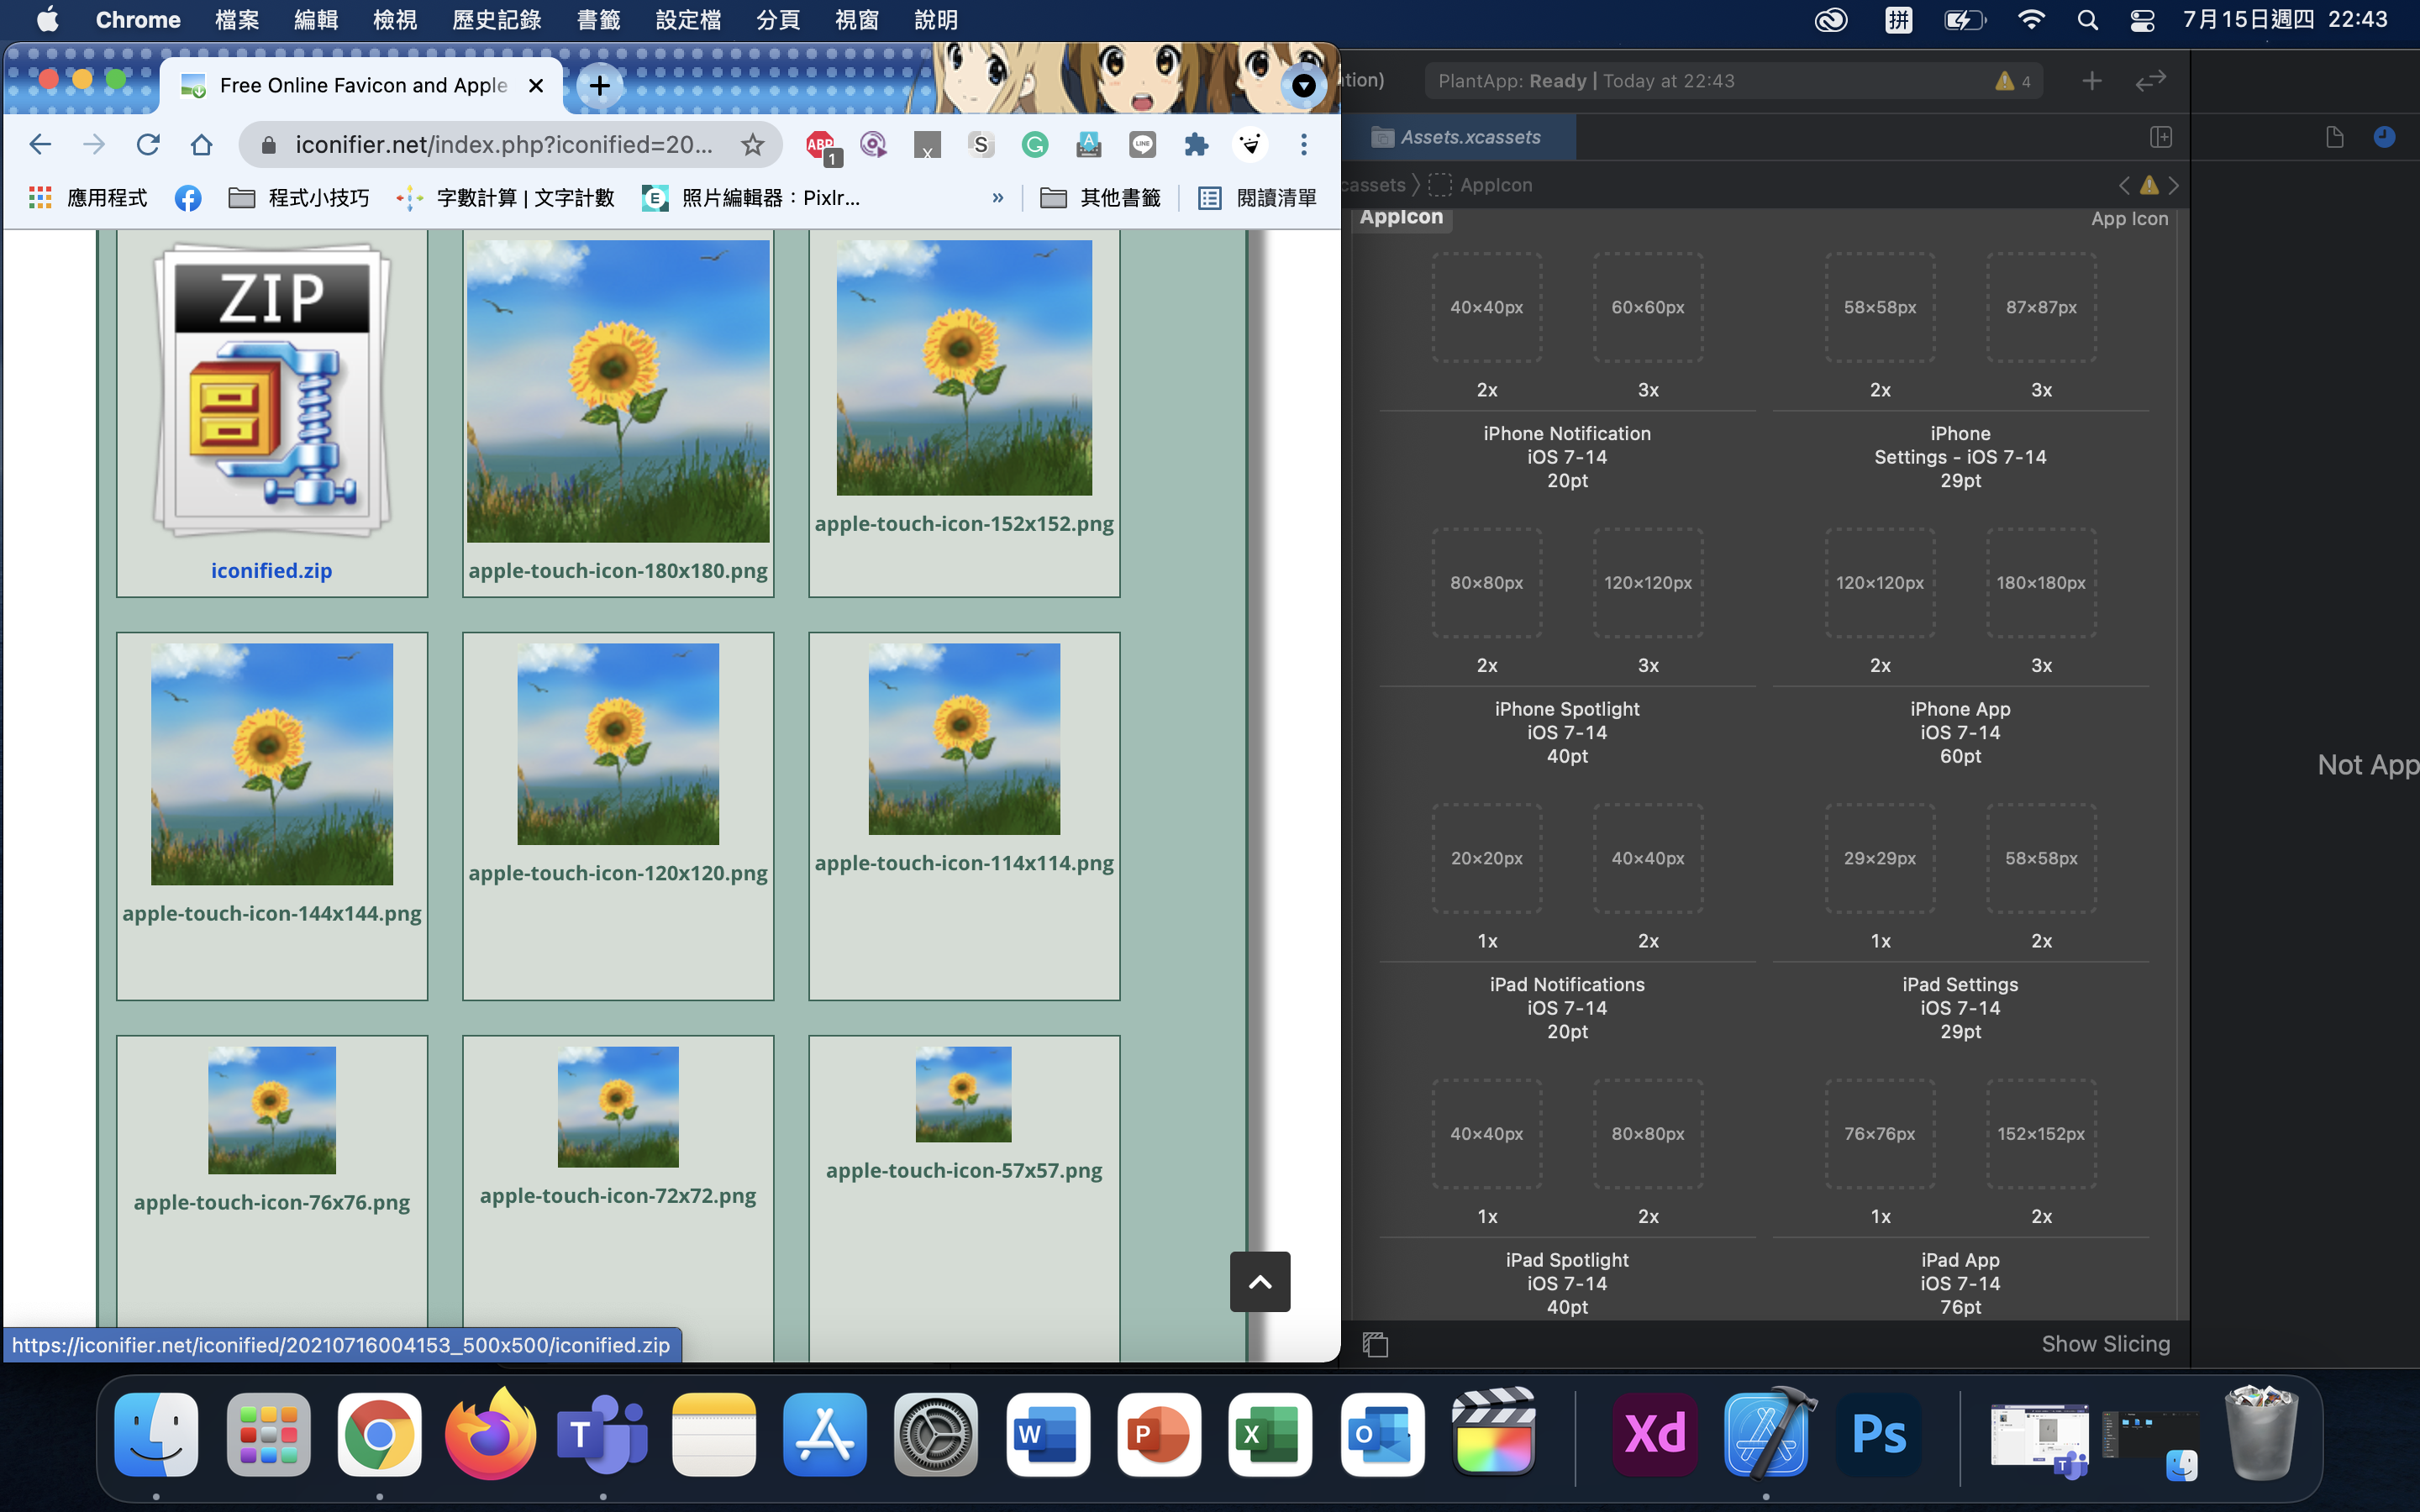 Chrome 檔案 編輯 檢視 歷史記錄 書籤 設定檔 分頁 視窗 說明
拼 7月15日週四 22:43
Free Online Favicon and Apple
iconifier.net/index.php?iconified=20...
ABP 1
x
S
G
A
LINE
應用程式 程式小技巧 字數計算 | 文字計數 E 照片編輯器：Pixlr... » 其他書籤 閱讀清單
ZIP
iconified.zip
apple-touch-icon-180x180.png
apple-touch-icon-152x152.png
apple-touch-icon-144x144.png
apple-touch-icon-120x120.png
apple-touch-icon-114x114.png
apple-touch-icon-76x76.png
apple-touch-icon-72x72.png
apple-touch-icon-57x57.png
https://iconifier.net/iconified/20210716004153_500x500/iconified.zip
tion) PlantApp: Ready | Today at 22:43 4
Assets.xcassets
cassets AppIcon
AppIcon App Icon
40×40px 60×60px 58×58px 87×87px
2x 3x 2x 3x
iPhone Notification
iOS 7-14
20pt
iPhone
Settings - iOS 7-14
29pt
80×80px 120×120px 120×120px 180×180px
2x 3x 2x 3x
iPhone Spotlight
iOS 7-14
40pt
iPhone App
iOS 7-14
60pt
20×20px 40×40px 29×29px 58×58px
1x 2x 1x 2x
iPad Notifications
iOS 7-14
20pt
iPad Settings
iOS 7-14
29pt
40×40px 80×80px 76×76px 152×152px
1x 2x 1x 2x
iPad Spotlight
iOS 7-14
40pt
iPad App
iOS 7-14
76pt
Show Slicing
Not App
T W P X O Xd Ps T